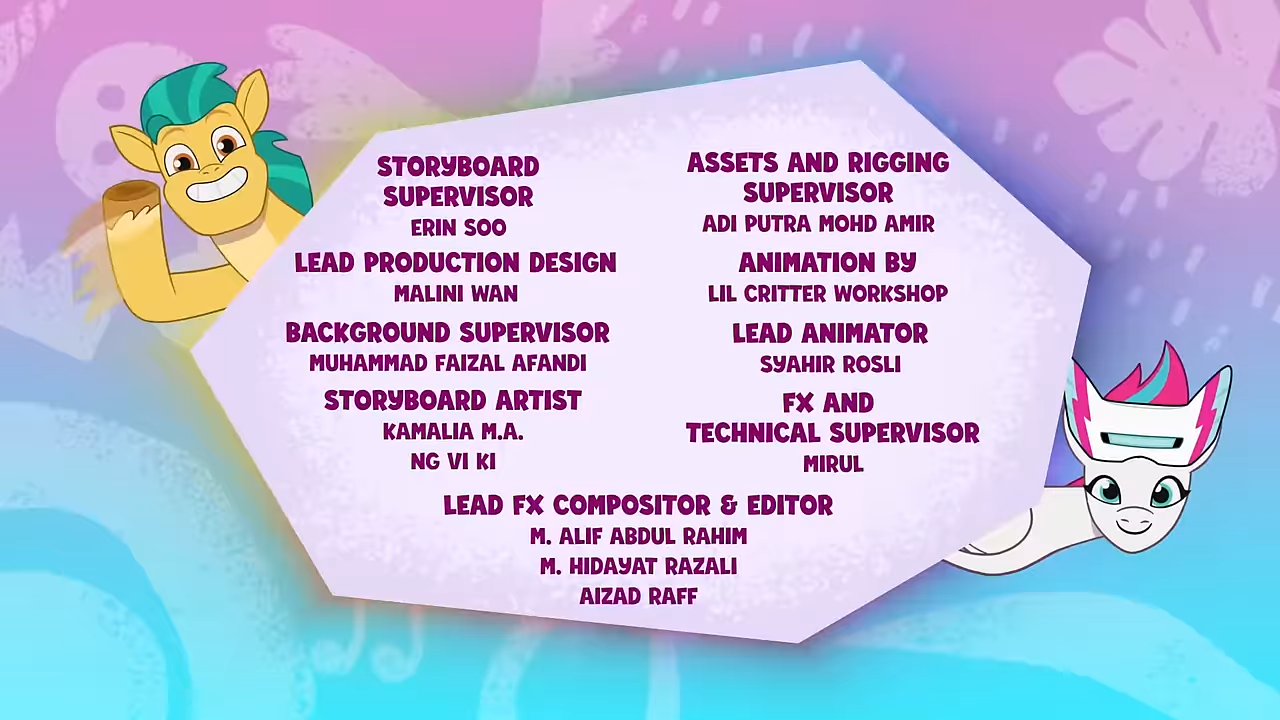 STORYBOARD
SUPERVISOR
ERIN SOO
LEAD PRODUCTION DESIGN
MALINI WAN
BACKGROUND SUPERVISOR
MUHAMMAD FAIZAL AFANDI
STORYBOARD ARTIST
KAMALIA M.A.
NG VI KI
ASSETS AND RIGGING
SUPERVISOR
ADI PUTRA MOHD AMIR
ANIMATION BY
LIL CRITTER WORKSHOP
LEAD ANIMATOR
SYAHIR ROSLI
FX AND
TECHNICAL SUPERVISOR
MIRUL
LEAD FX COMPOSITOR & EDITOR
M. ALIF ABDUL RAHIM
M. HIDAYAT RAZALI
AIZAD RAFF